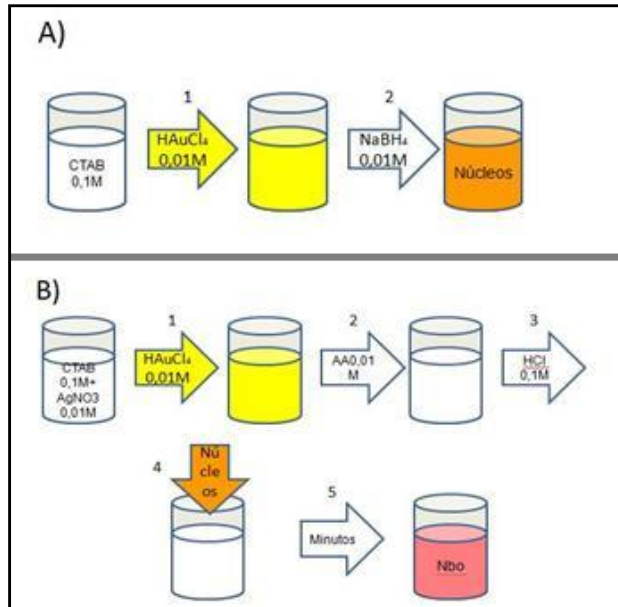 A)
1
2
CTAB
0,1M
HAuCl₄
0,01M
NaBH₄
0,01M
Núcleos
B)
1
2
3
CTAB
0,1M+
AgNO3
0,01M
HAuCl₄
0,01M
AA0,01
M
HCl
0,1M
4
Nú
cle
os
5
Minutos
Nbo